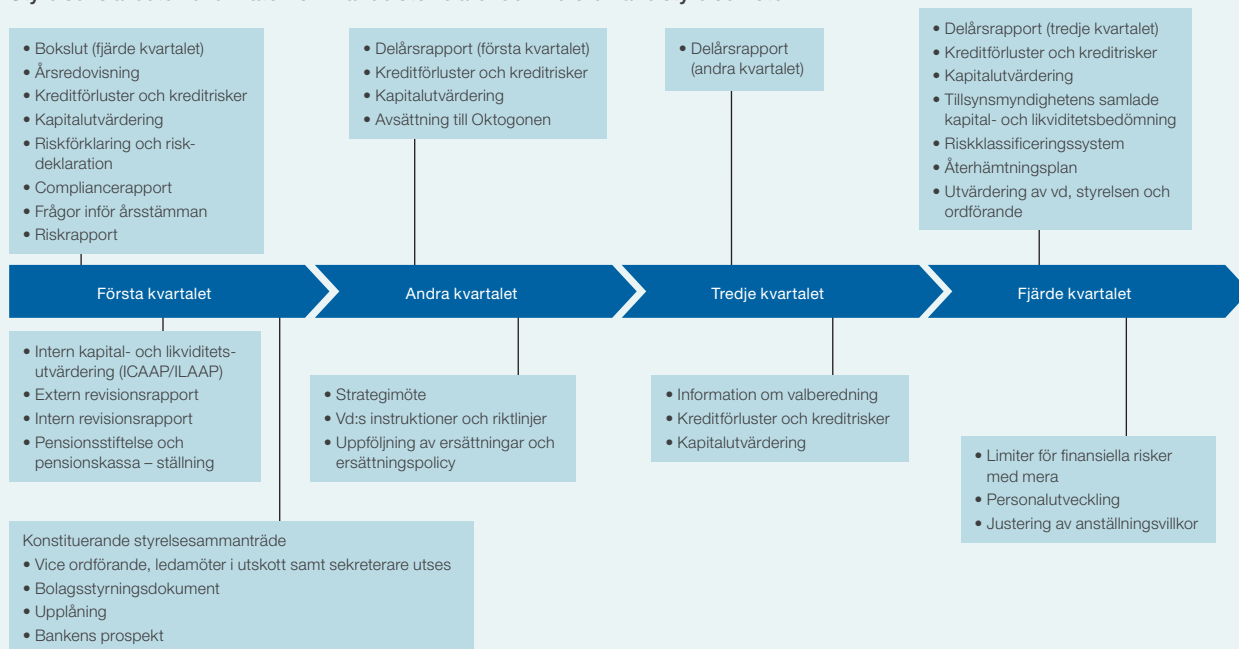 • Bokslut (fjärde kvartalet)
• Årsredovisning
• Kreditförluster och kreditrisker
• Kapitalutvärdering
• Riskförklaring och risk-
deklaration
• Compliancerapport
• Frågor inför årsstämman
• Riskrapport
• Delårsrapport (första kvartalet)
• Kreditförluster och kreditrisker
• Kapitalutvärdering
• Avsättning till Oktogonen
• Delårsrapport
(andra kvartalet)
• Delårsrapport (tredje kvartalet)
• Kreditförluster och kreditrisker
• Kapitalutvärdering
• Tillsynsmyndighetens samlade
kapital- och likviditetsbedömning
• Riskklassificeringssystem
• Återhämtningsplan
• Utvärdering av vd, styrelsen och
ordförande
Första kvartalet
Andra kvartalet
Tredje kvartalet
Fjärde kvartalet
• Intern kapital- och likviditets-
utvärdering (ICAAP/ILAAP)
• Extern revisionsrapport
• Intern revisionsrapport
• Pensionsstiftelse och
pensionskassa – ställning
• Strategimöte
• Vd:s instruktioner och riktlinjer
• Uppföljning av ersättningar och
ersättningspolicy
• Information om valberedning
• Kreditförluster och kreditrisker
• Kapitalutvärdering
• Limiter för finansiella risker
med mera
• Personalutveckling
• Justering av anställningsvillkor
Konstituerande styrelsesammanträde
• Vice ordförande, ledamöter i utskott samt sekreterare utses
• Bolagsstyrningsdokument
• Upplåning
• Bankens prospekt